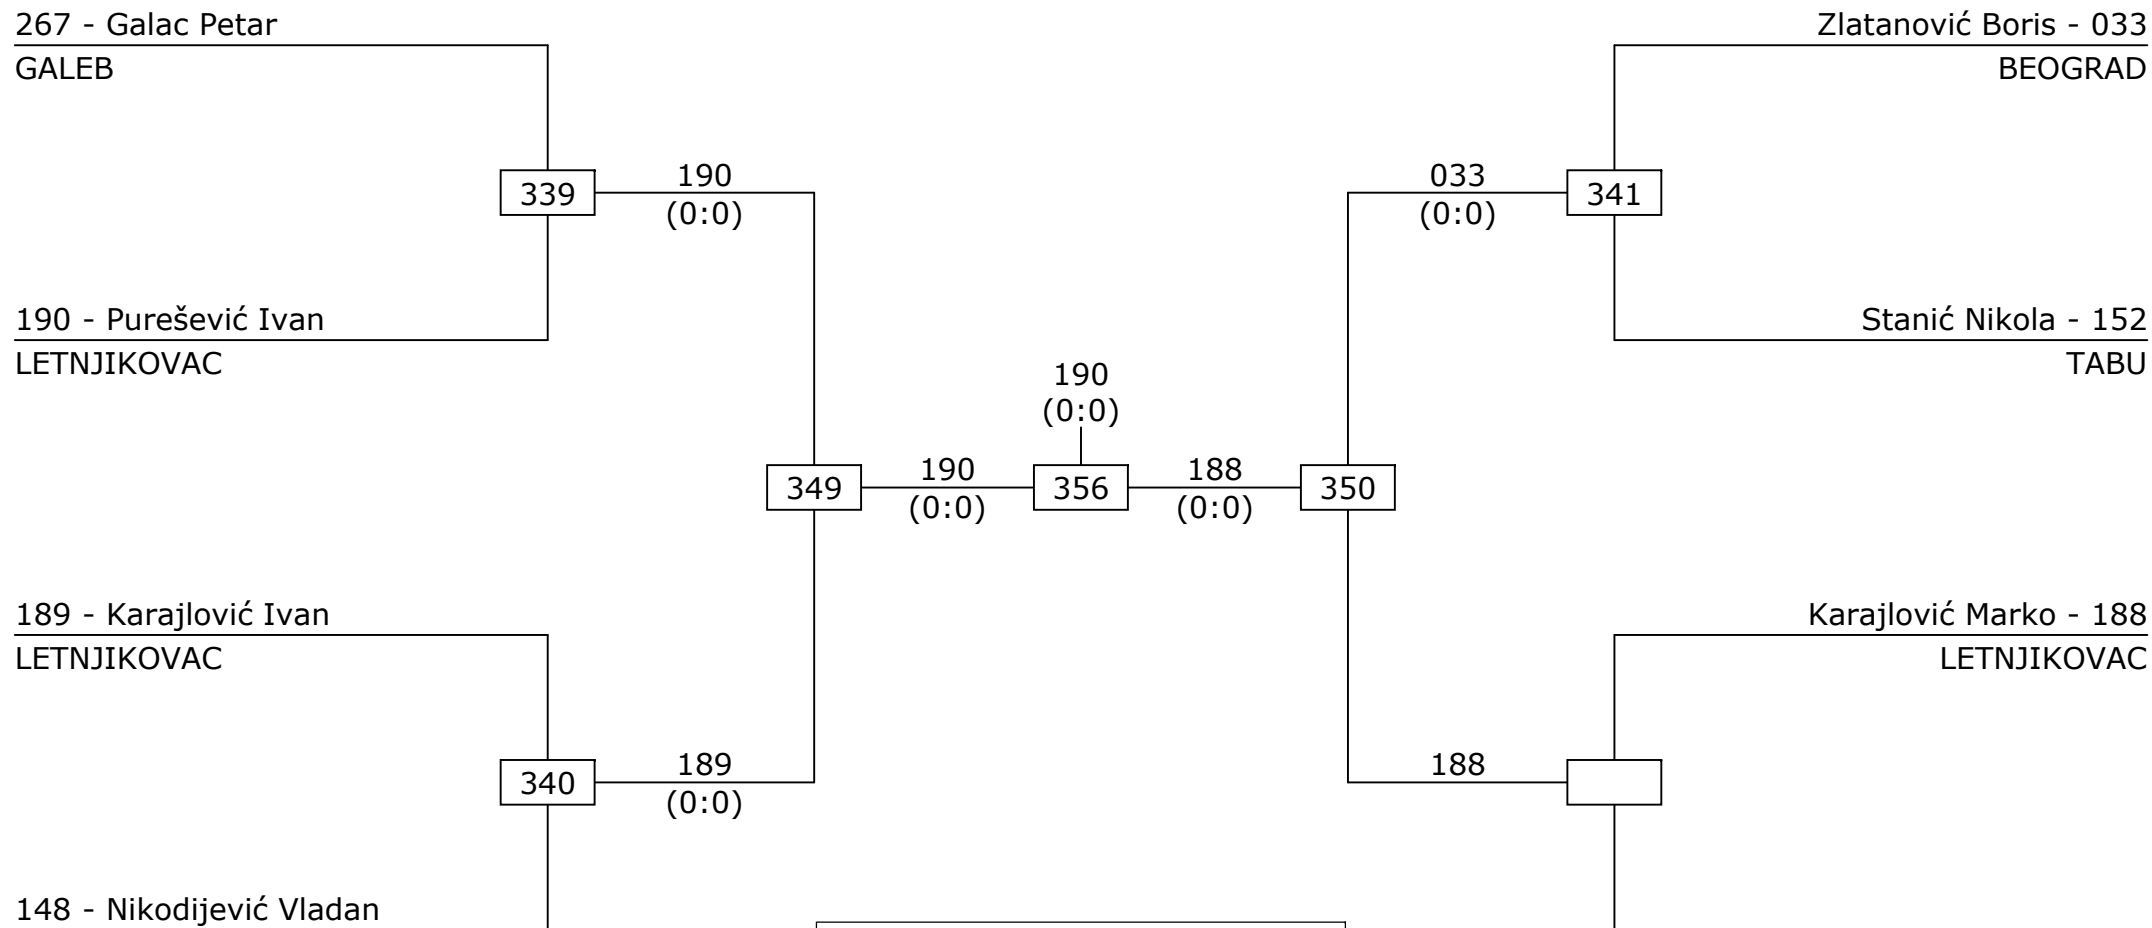 267 - Galac Petar
GALEB
Zlatanović Boris - 033
BEOGRAD
339
190
(0:0)
033
(0:0)
341
190 - Purešević Ivan
LETNJIKOVAC
Stanić Nikola - 152
TABU
190
(0:0)
349
190
(0:0)
356
188
(0:0)
350
189 - Karajlović Ivan
LETNJIKOVAC
Karajlović Marko - 188
LETNJIKOVAC
340
189
(0:0)
188
148 - Nikodijević Vladan